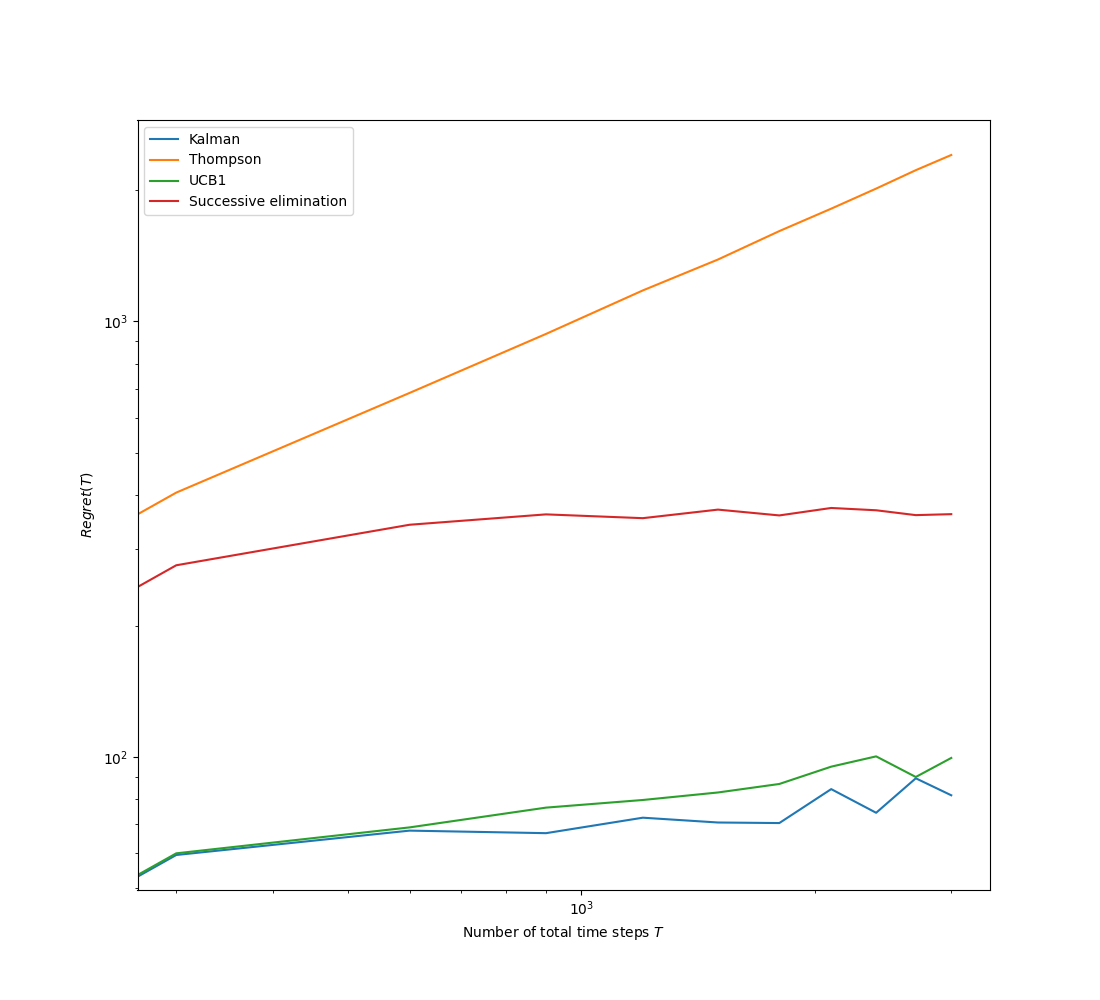 Kalman
Thompson
UCB1
Successive elimination
10^3
10^2
Regret(T)
10^3
Number of total time steps T